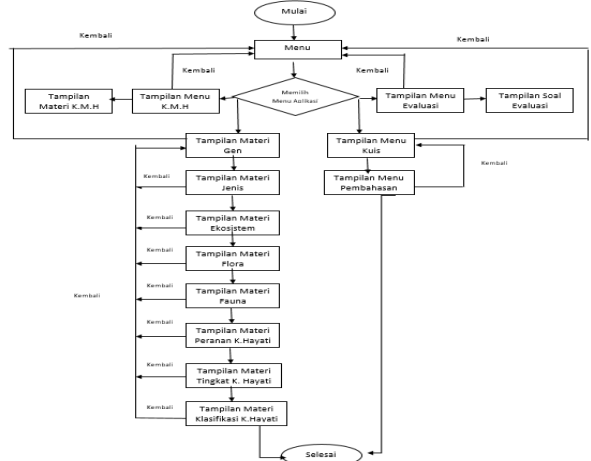 Mulai
Kembali
Kembali
Menu
Kembali
Kembali
Memilih
Menu Aplikasi
Tampilan
Materi K.M.H
Tampilan Menu
K.M.H
Tampilan Menu
Evaluasi
Tampilan Soal
Evaluasi
Tampilan Materi
Gen
Tampilan Menu
Kuis
Kembali
Kembali
Tampilan Materi
Jenis
Tampilan Menu
Pembahasan
Kembali
Tampilan Materi
Ekosistem
Kembali
Tampilan Materi
Flora
Kembali
Kembali
Tampilan Materi
Fauna
Kembali
Tampilan Materi
Peranan K.Hayati
Kembali
Tampilan Materi
Tingkat K. Hayati
Kembali
Tampilan Materi
Klasifikasi K.Hayati
Selesai